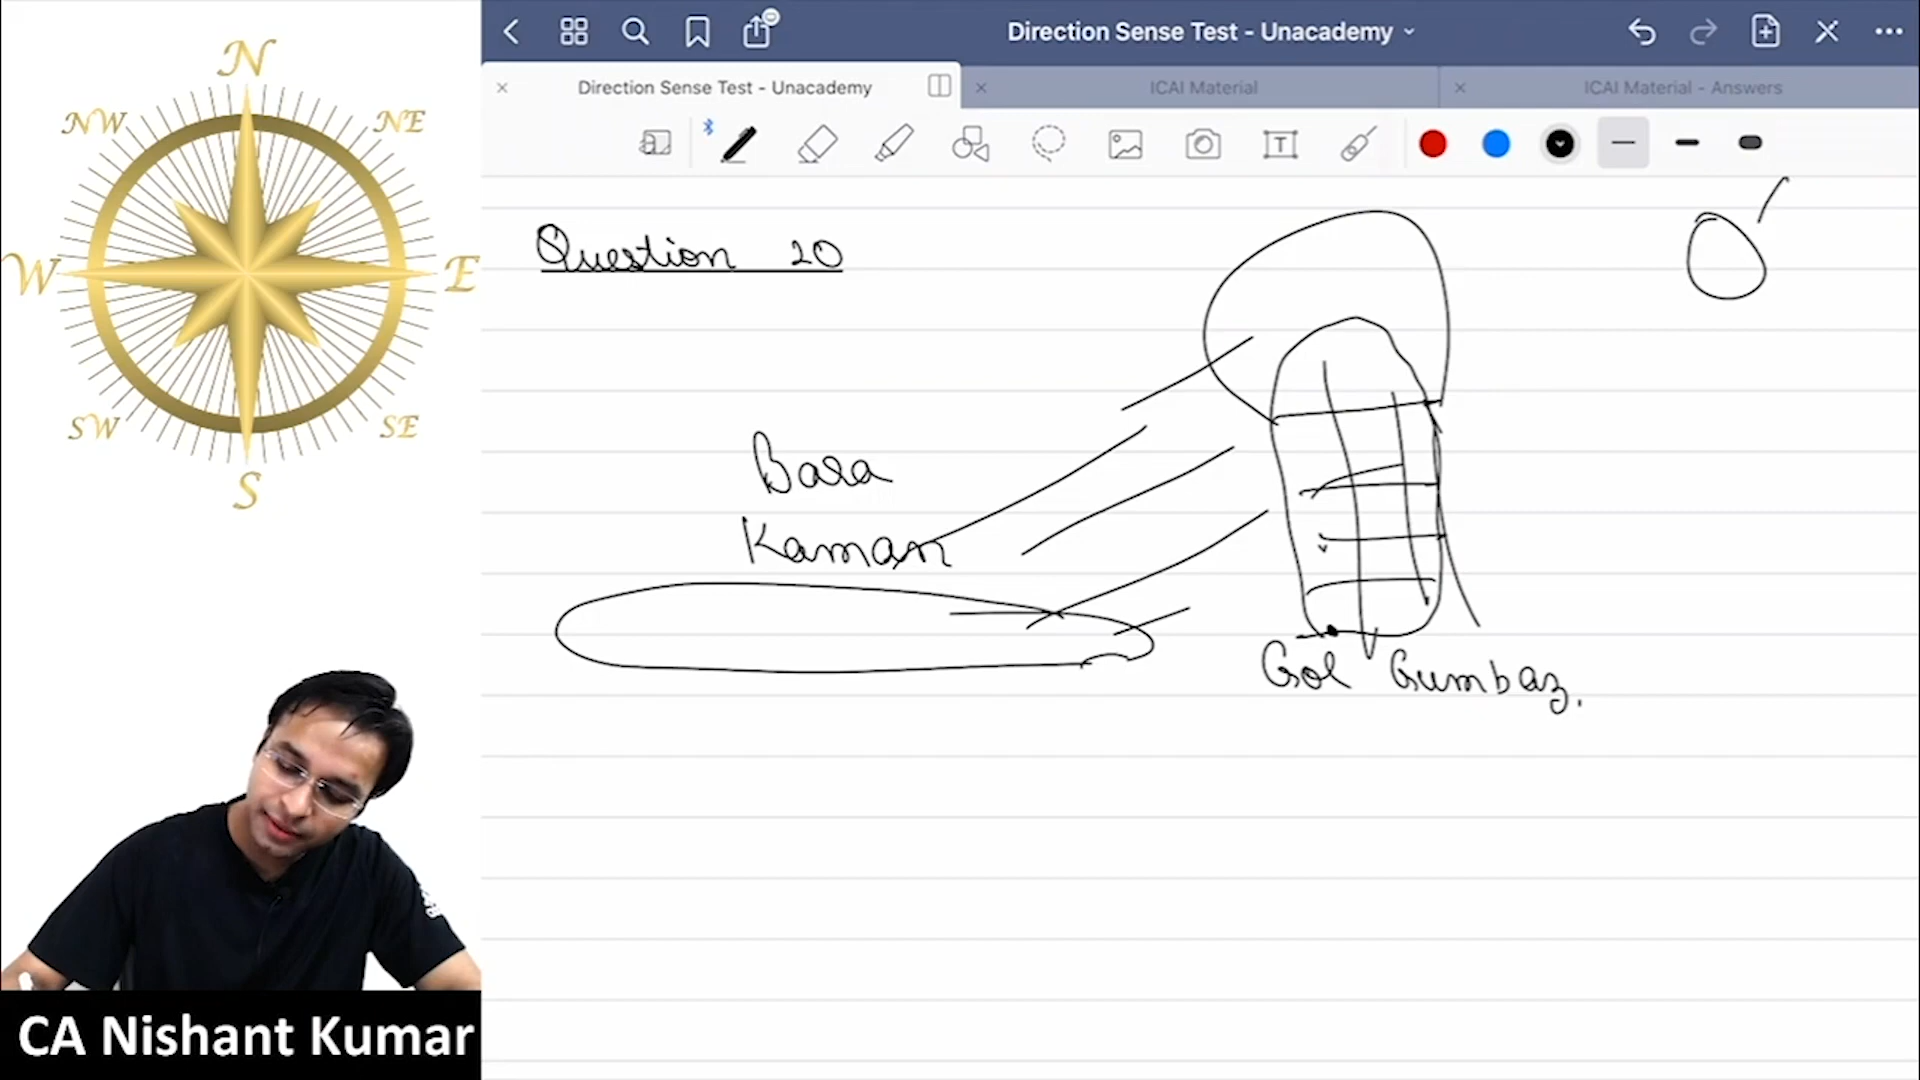 N
NW
NE
W
E
SW
SE
S
CA Nishant Kumar
Direction Sense Test - Unacademy
Direction Sense Test - Unacademy
ICAI Material
ICAI Material - Answers
T
Question 20
Bara
Kaman
Gol Gumbaz.